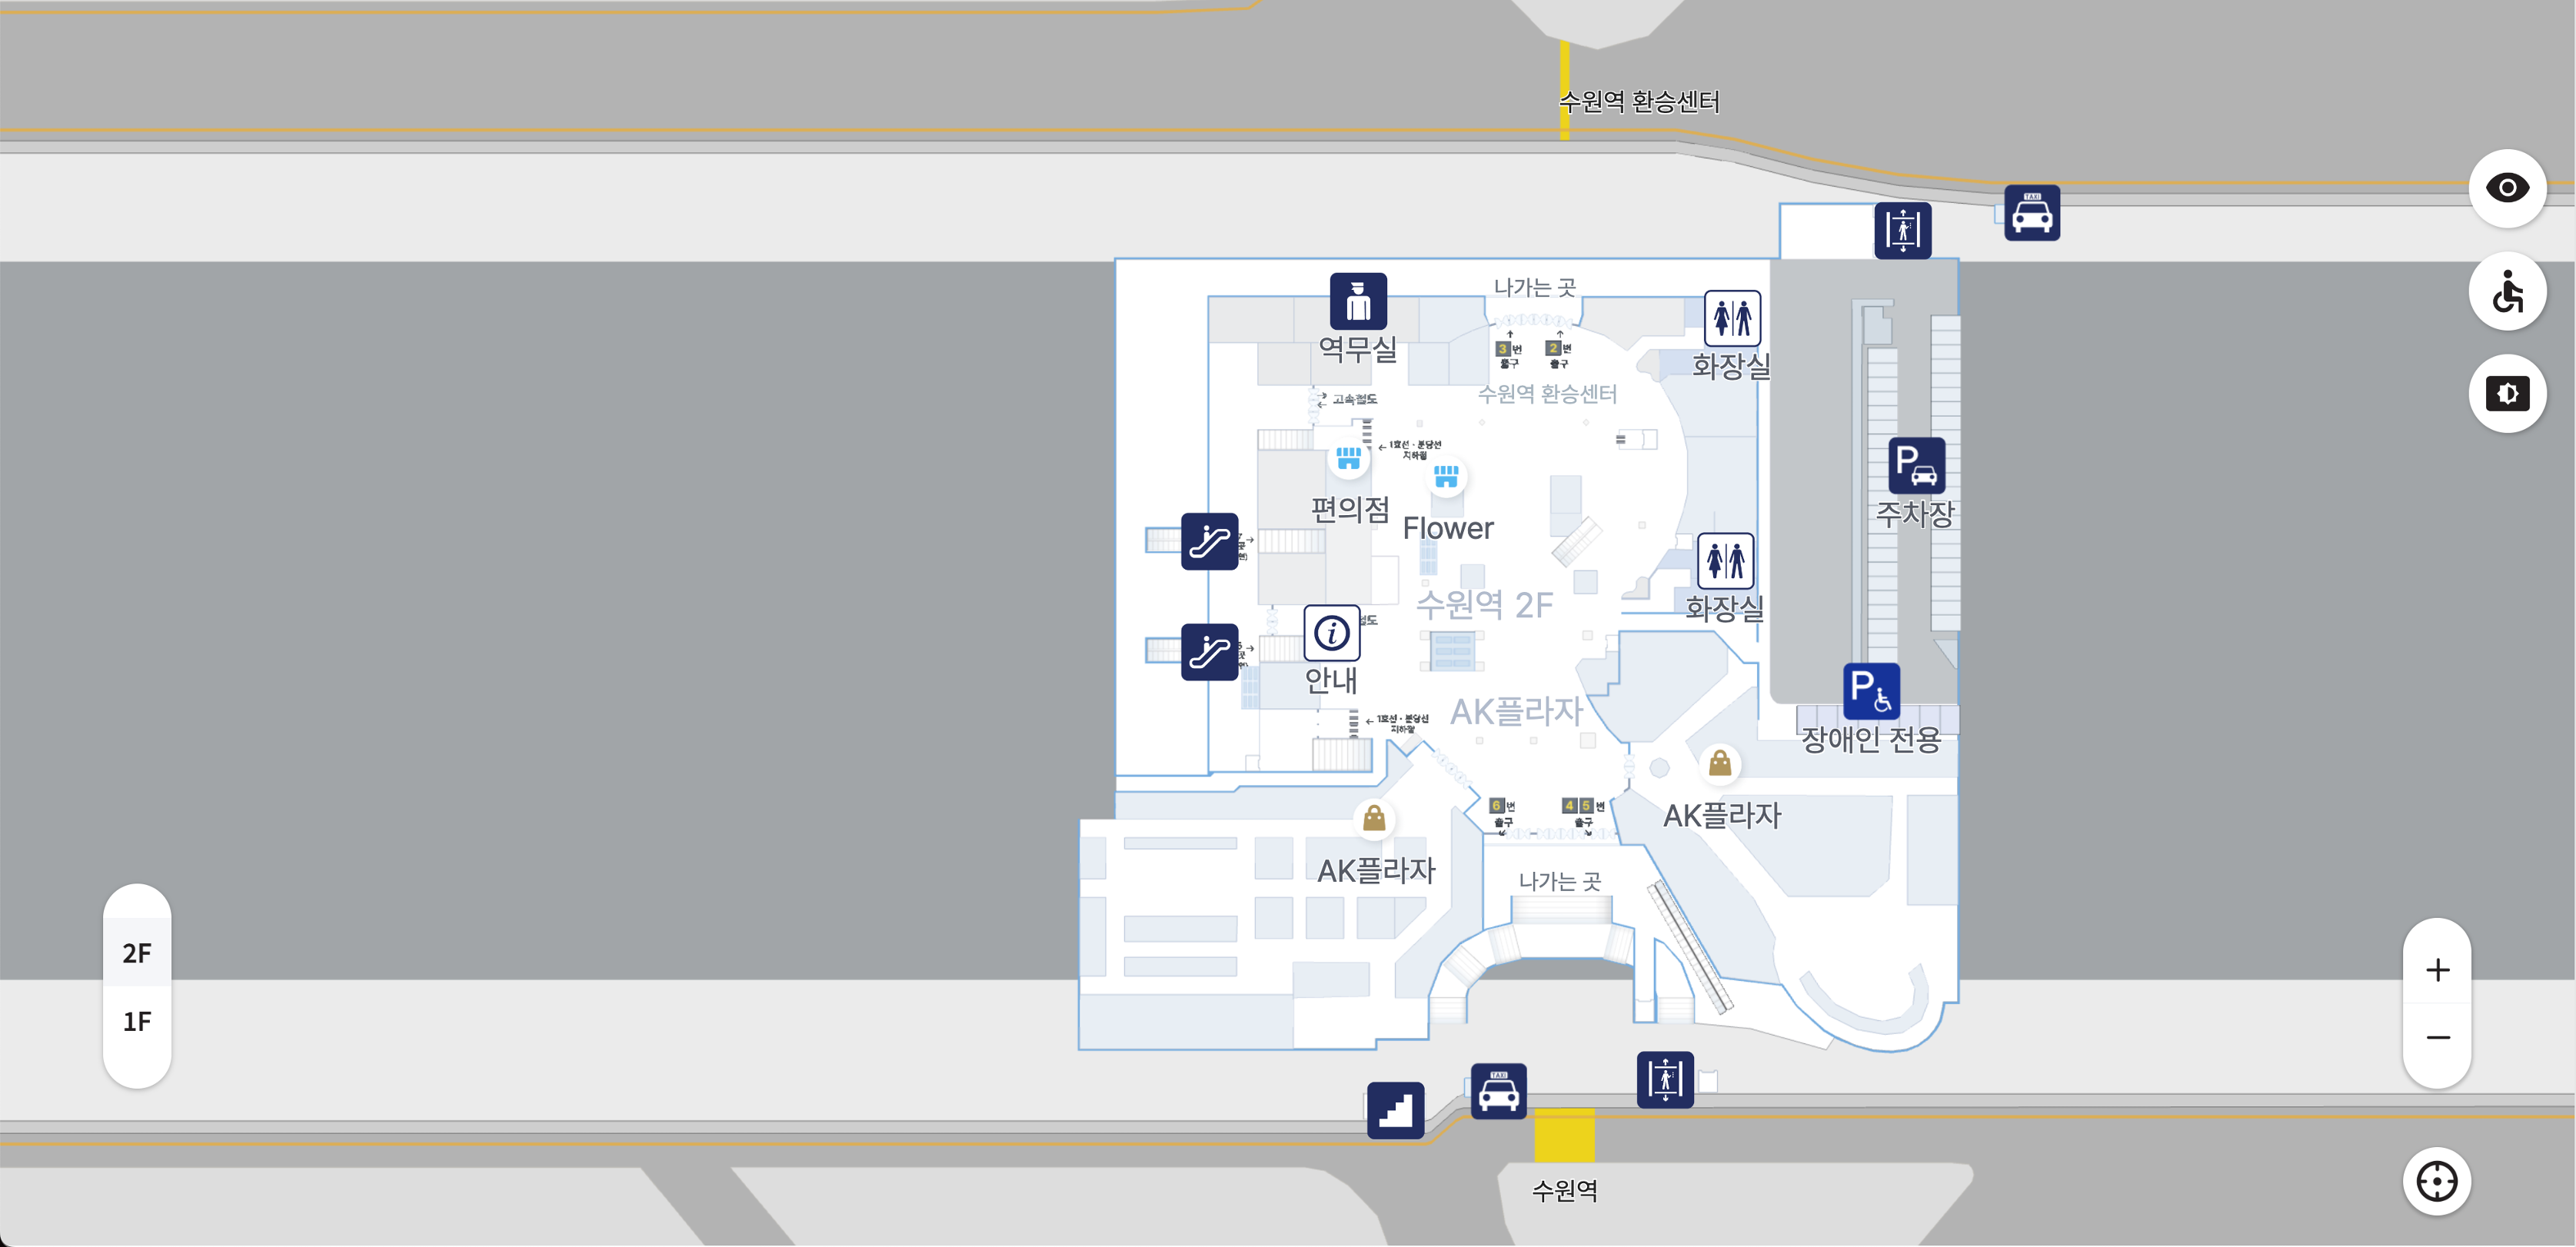 수원역 환승센터
TAXI
나가는 곳
역무실
3번
출구
2번
출구
화장실
고속철도
수원역 환승센터
1호선·분당선
지하철
P
편의점
Flower
주차장
화장실
수원역 2F
안내
P
AK플라자
1호선·분당선
지하철
장애인 전용
6번
출구
4 5번
출구
AK플라자
AK플라자
나가는 곳
2F
1F
TAXI
수원역